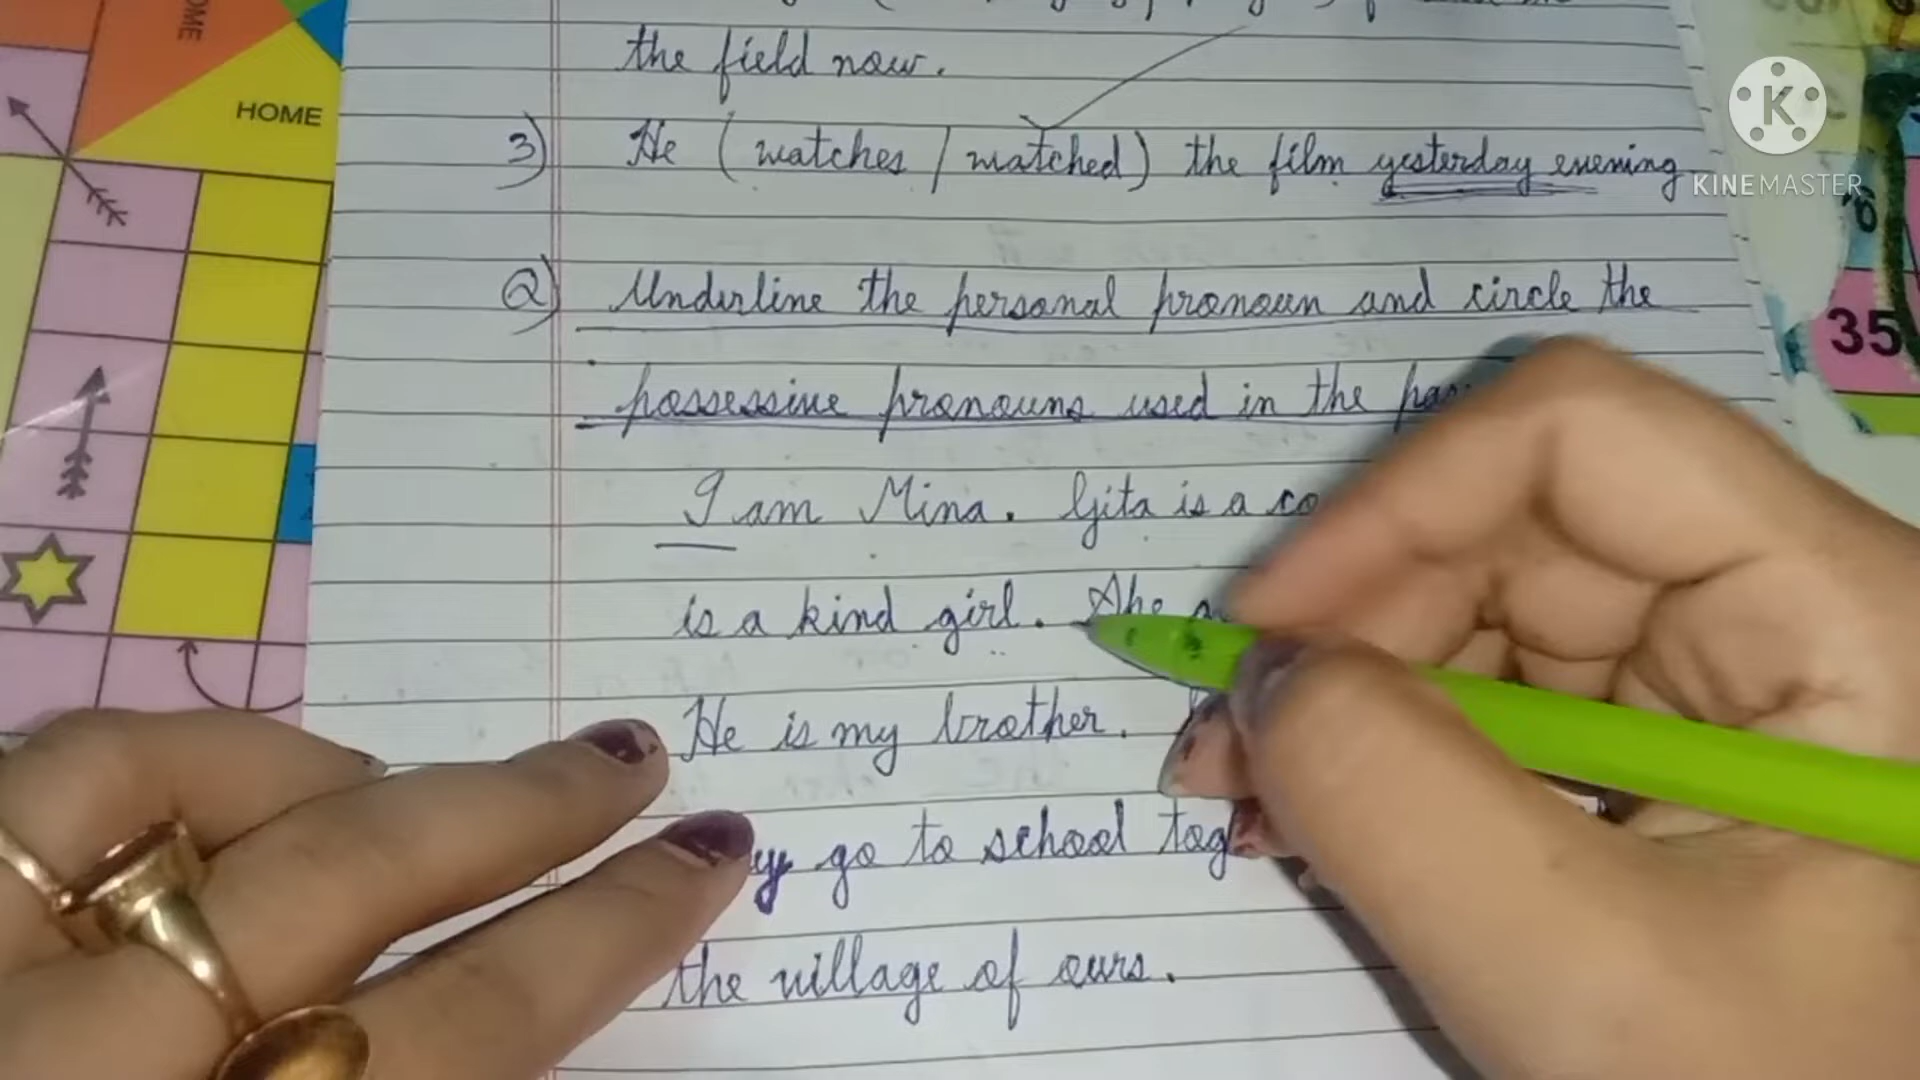 HOME
HOME
the field now.
3) He (watches / watched) the film yesterday evening
Q) Underline the personal pronoun and circle the
possessive pronouns used in the
I am Mina. Gita is a
is a kind girl. She
He is my brother.
go to school
the village of ours.
K
KINEMASTER
35